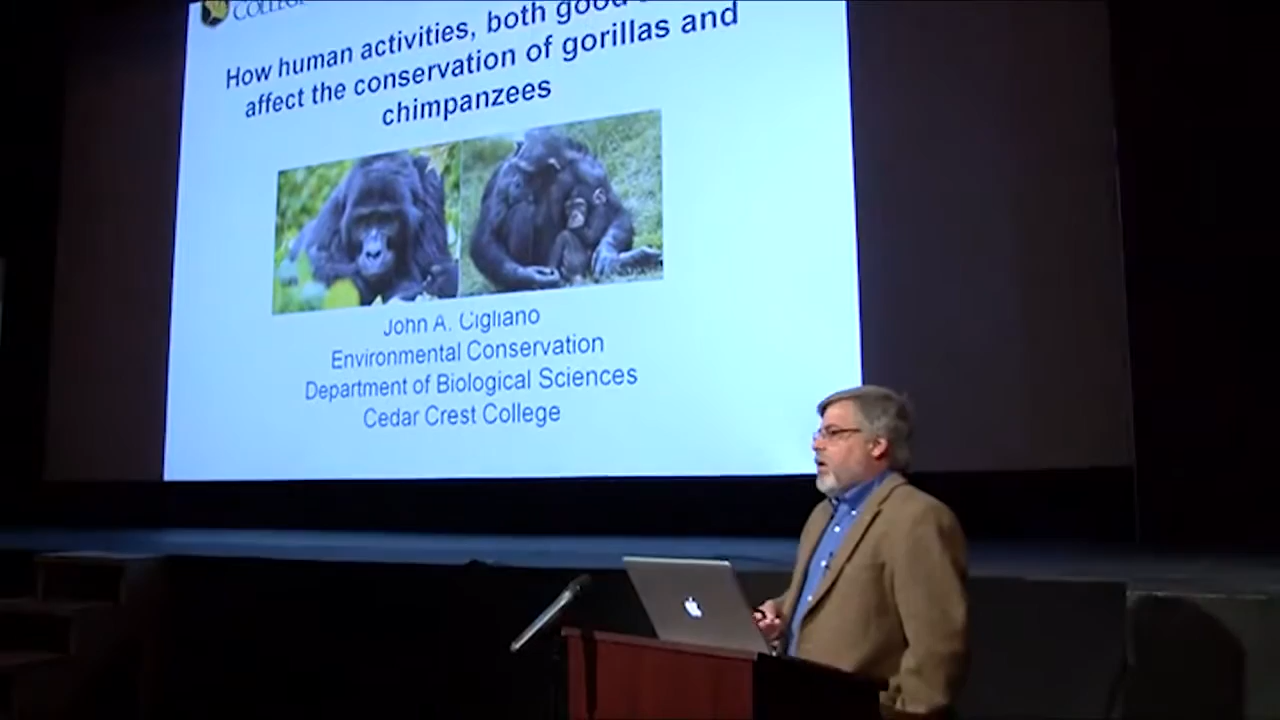 How human activities, both good
affect the conservation of gorillas and
chimpanzees
John A. Cigliano
Environmental Conservation
Department of Biological Sciences
Cedar Crest College